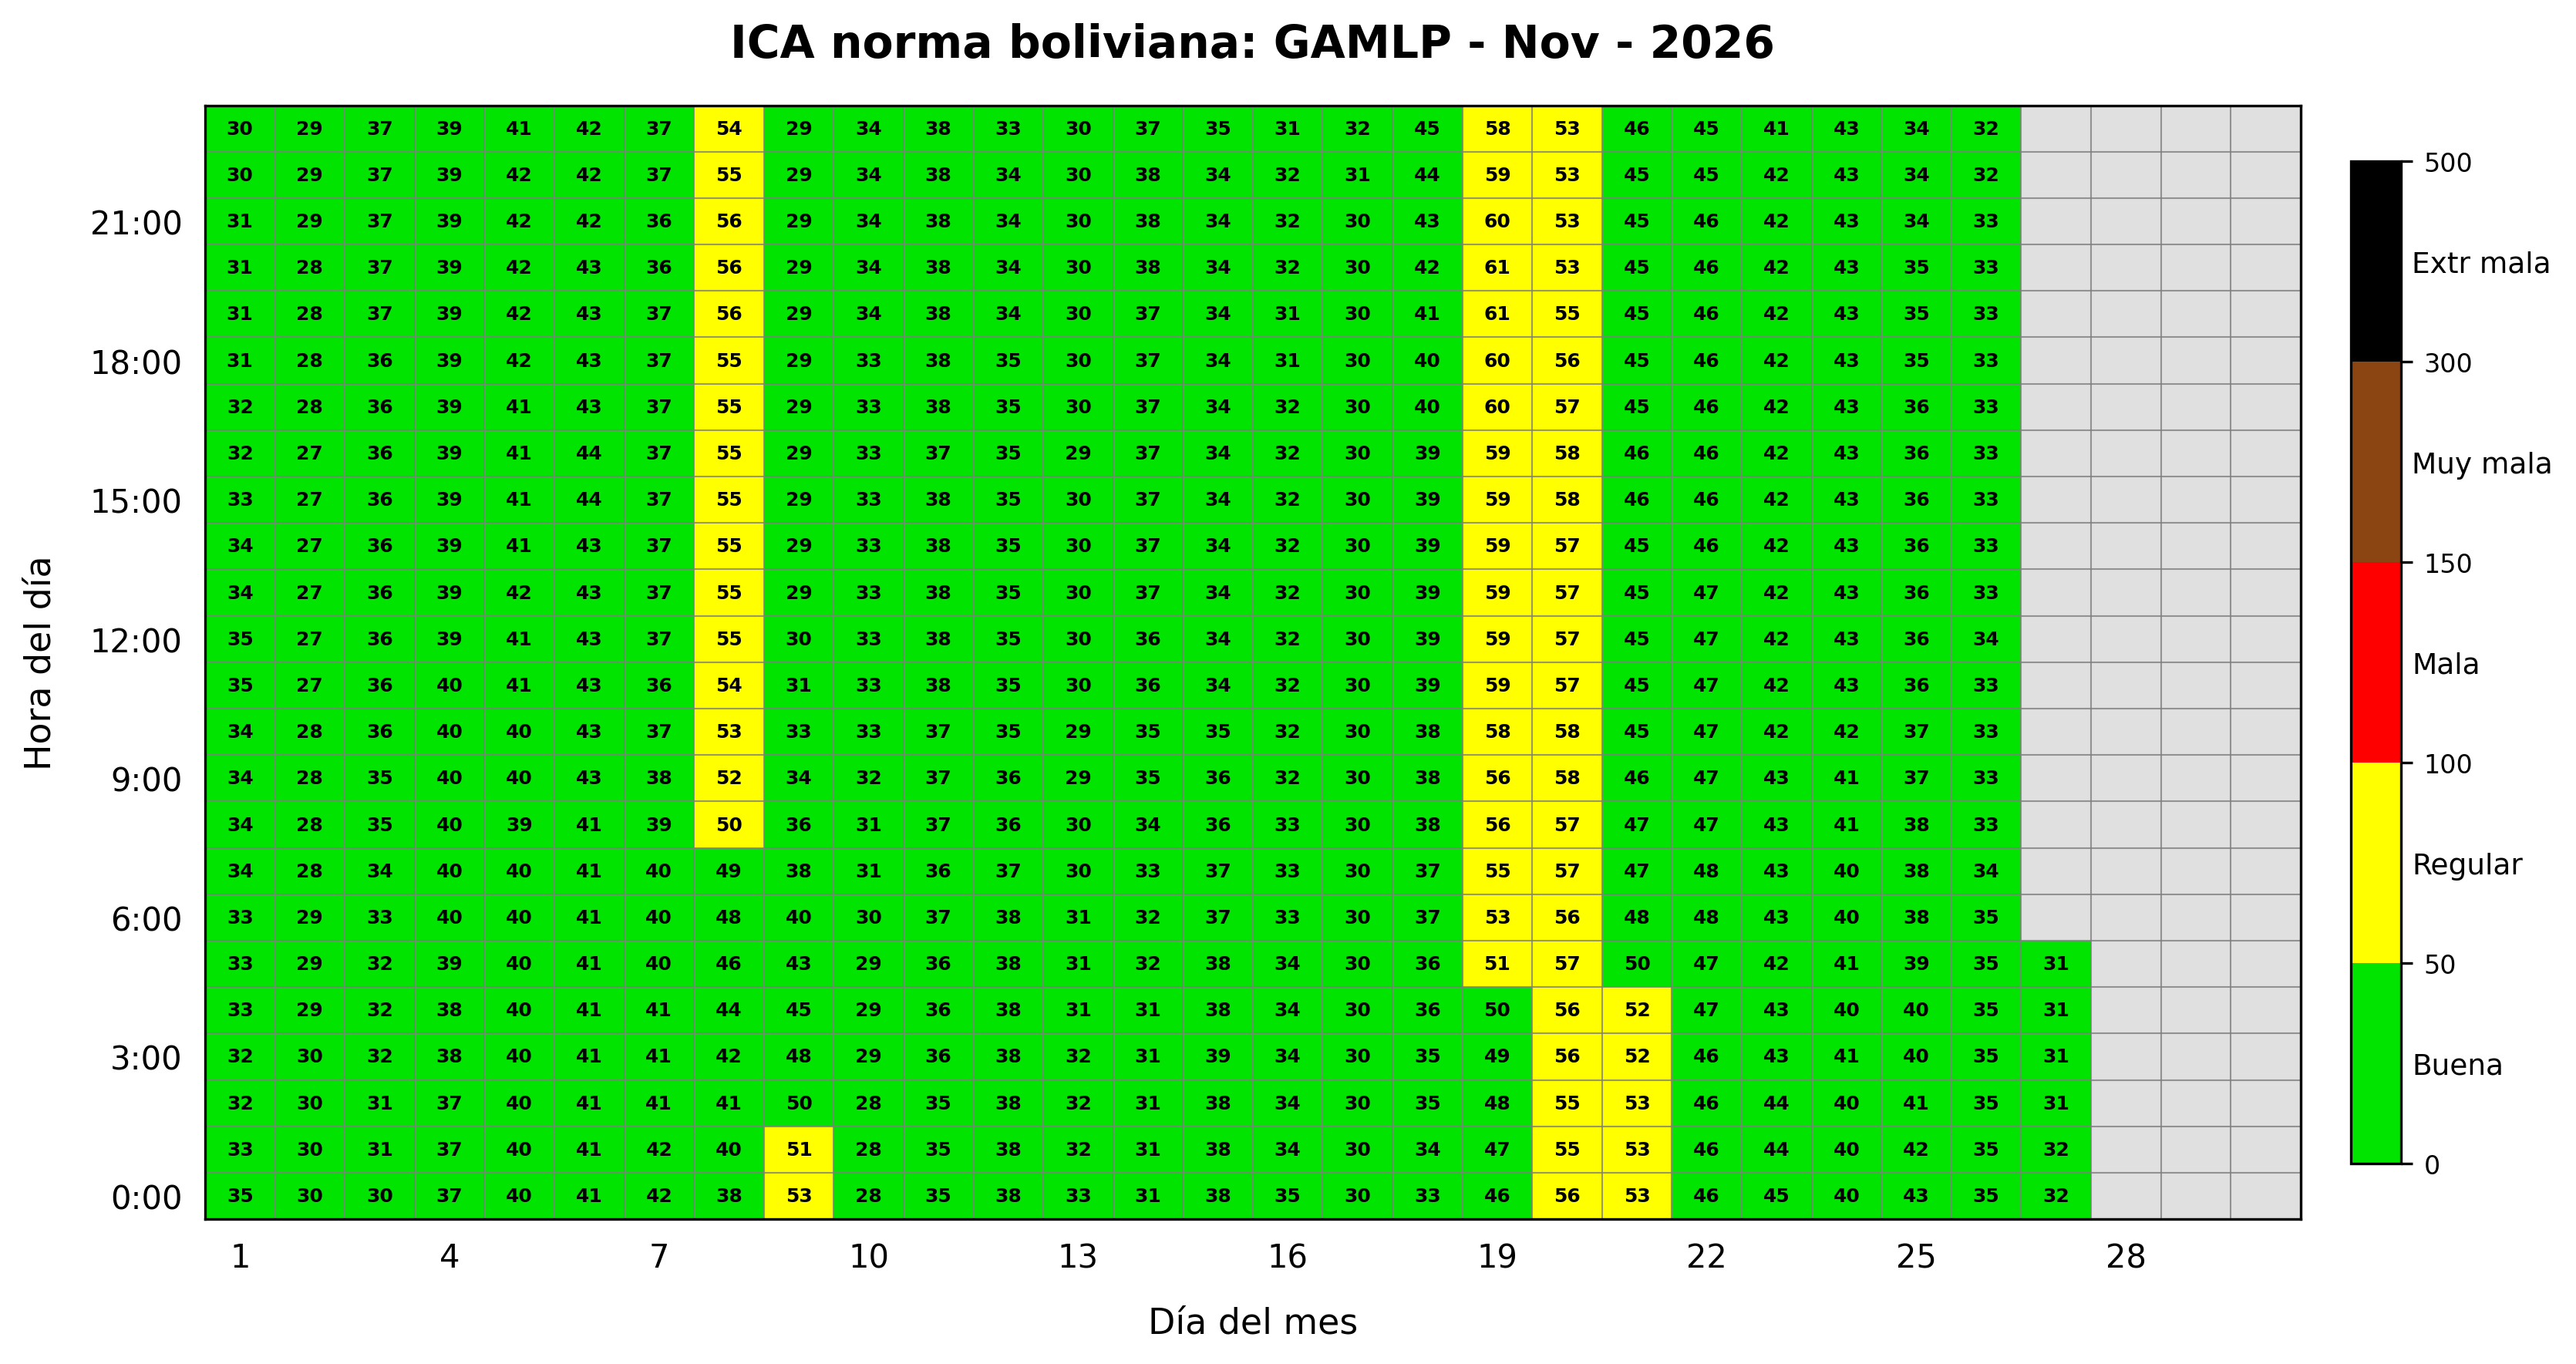 ICA norma boliviana: GAMLP - Nov - 2026
30 29 37 39 41 42 37 54 29 34 38 33 30 37 35 31 32 45 58 53 46 45 41 43 34 32
30 29 37 39 42 42 37 55 29 34 38 34 30 38 34 32 31 44 59 53 45 45 42 43 34 32
21:00 31 29 37 39 42 42 36 56 29 34 38 34 30 38 34 32 30 43 60 53 45 46 42 43 34 33
31 28 37 39 42 43 36 56 29 34 38 34 30 38 34 32 30 42 61 53 45 46 42 43 35 33
31 28 37 39 42 43 37 56 29 34 38 34 30 37 34 31 30 41 61 55 45 46 42 43 35 33
18:00 31 28 36 39 42 43 37 55 29 33 38 35 30 37 34 31 30 40 60 56 45 46 42 43 35 33
32 28 36 39 41 43 37 55 29 33 38 35 30 37 34 32 30 40 60 57 45 46 42 43 36 33
32 27 36 39 41 44 37 55 29 33 37 35 29 37 34 32 30 39 59 58 46 46 42 43 36 33
15:00 33 27 36 39 41 44 37 55 29 33 38 35 30 37 34 32 30 39 59 58 46 46 42 43 36 33
34 27 36 39 41 43 37 55 29 33 38 35 30 37 34 32 30 39 59 57 45 46 42 43 36 33
34 27 36 39 42 43 37 55 29 33 38 35 30 37 34 32 30 39 59 57 45 47 42 43 36 33
12:00 35 27 36 39 41 43 37 55 30 33 38 35 30 36 34 32 30 39 59 57 45 47 42 43 36 34
35 27 36 40 41 43 36 54 31 33 38 35 30 36 34 32 30 39 59 57 45 47 42 43 36 33
34 28 36 40 40 43 37 53 33 33 37 35 29 35 35 32 30 38 58 58 45 47 42 42 37 33
9:00 34 28 35 40 40 43 38 52 34 32 37 36 29 35 36 32 30 38 56 58 46 47 43 41 37 33
34 28 35 40 39 41 39 50 36 31 37 36 30 34 36 33 30 38 56 57 47 47 43 41 38 33
34 28 34 40 40 41 40 49 38 31 36 37 30 33 37 33 30 37 55 57 47 48 43 40 38 34
6:00 33 29 33 40 40 41 40 48 40 30 37 38 31 32 37 33 30 37 53 56 48 48 43 40 38 35
33 29 32 39 40 41 40 46 43 29 36 38 31 32 38 34 30 36 51 57 50 47 42 41 39 35 31
33 29 32 38 40 41 41 44 45 29 36 38 31 31 38 34 30 36 50 56 52 47 43 40 40 35 31
3:00 32 30 32 38 40 41 41 42 48 29 36 38 32 31 39 34 30 35 49 56 52 46 43 41 40 35 31
32 30 31 37 40 41 41 41 50 28 35 38 32 31 38 34 30 35 48 55 53 46 44 40 41 35 31
33 30 31 37 40 41 42 40 51 28 35 38 32 31 38 34 30 34 47 55 53 46 44 40 42 35 32
0:00 35 30 30 37 40 41 42 38 53 28 35 38 33 31 38 35 30 33 46 56 53 46 45 40 43 35 32
1 4 7 10 13 16 19 22 25 28
Día del mes
Hora del día
500
Extr mala
300
Muy mala
150
Mala
100
Regular
50
Buena
0